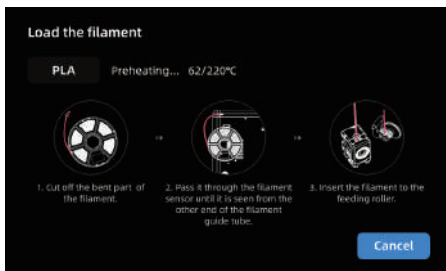 Load the filament
PLA Preheating... 62/220℃
1. Cut off the bent part of
the filament.
2. Pass it through the filament
sensor until it is seen from the
other end of the filament
guide tube.
3. Insert the filament to the
feeding roller.
Cancel